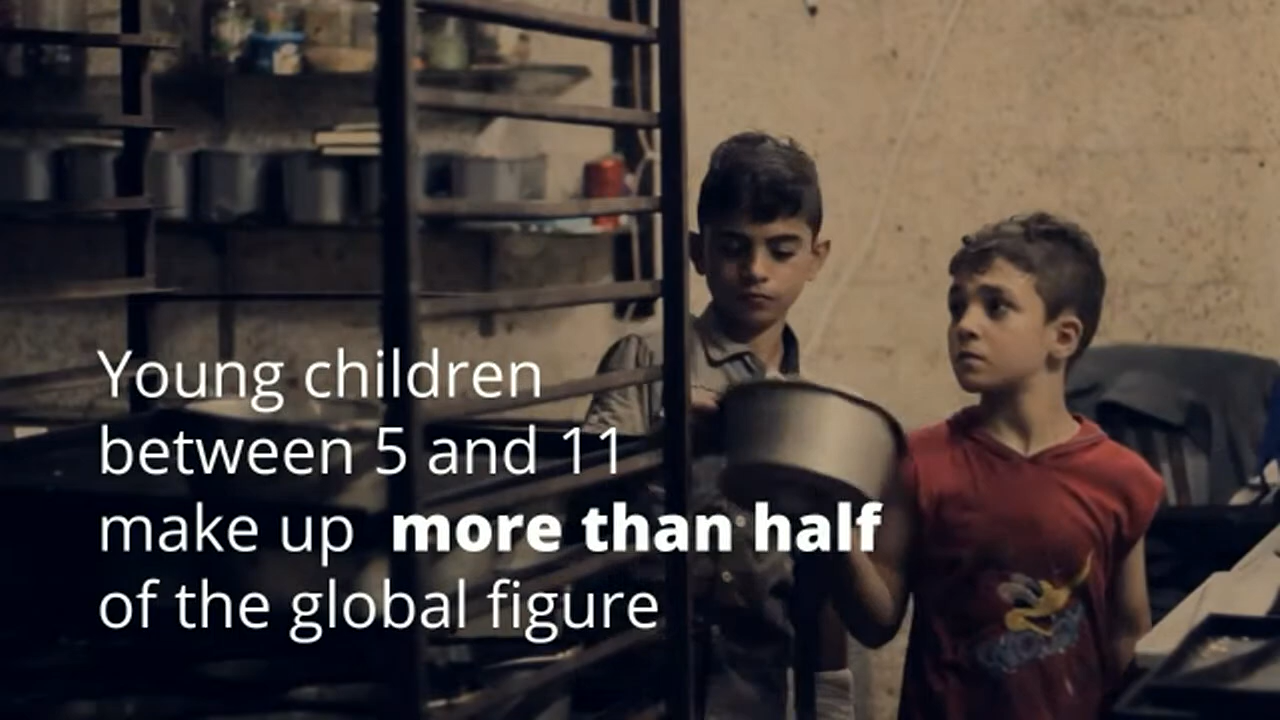 Young children
between 5 and 11
make up more than half
of the global figure